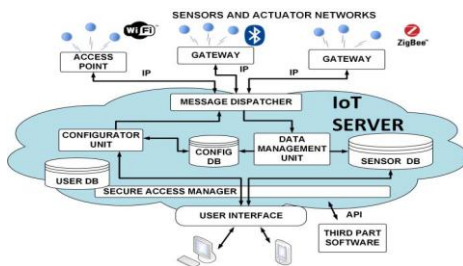 SENSORS AND ACTUATOR NETWORKS
WiFi
ZigBee
ACCESS
POINT
GATEWAY
GATEWAY
IP
IP
IP
MESSAGE DISPATCHER
IoT
SERVER
CONFIGURATOR
UNIT
CONFIG
DB
DATA
MANAGEMENT
UNIT
SENSOR DB
USER DB
SECURE ACCESS MANAGER
USER INTERFACE
API
THIRD PART
SOFTWARE